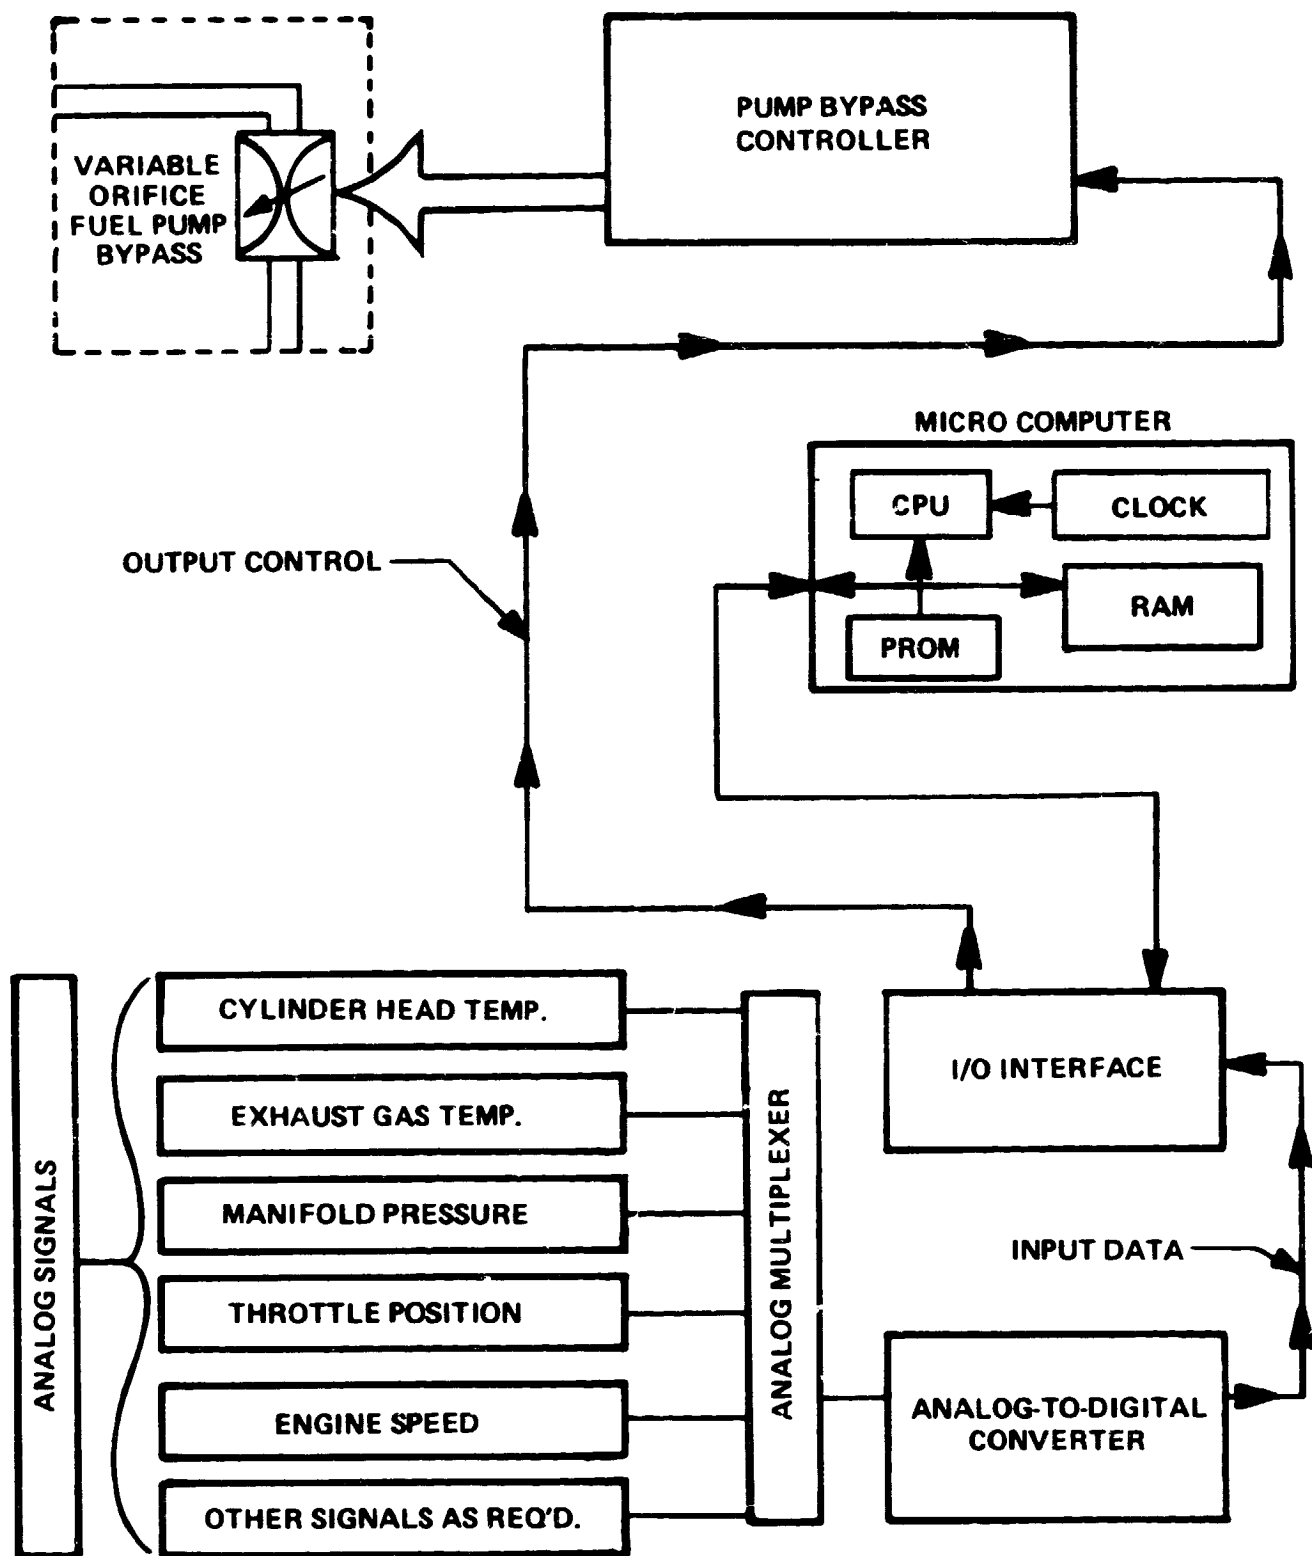 PUMP BYPASS
CONTROLLER
VARIABLE
ORIFICE
FUEL PUMP
BYPASS
MICRO COMPUTER
CPU
CLOCK
OUTPUT CONTROL
RAM
PROM
CYLINDER HEAD TEMP.
I/O INTERFACE
EXHAUST GAS TEMP.
MANIFOLD PRESSURE
ANALOG SIGNALS
ANALOG MULTIPLEXER
INPUT DATA
THROTTLE POSITION
ENGINE SPEED
ANALOG-TO-DIGITAL
CONVERTER
OTHER SIGNALS AS REQ'D.